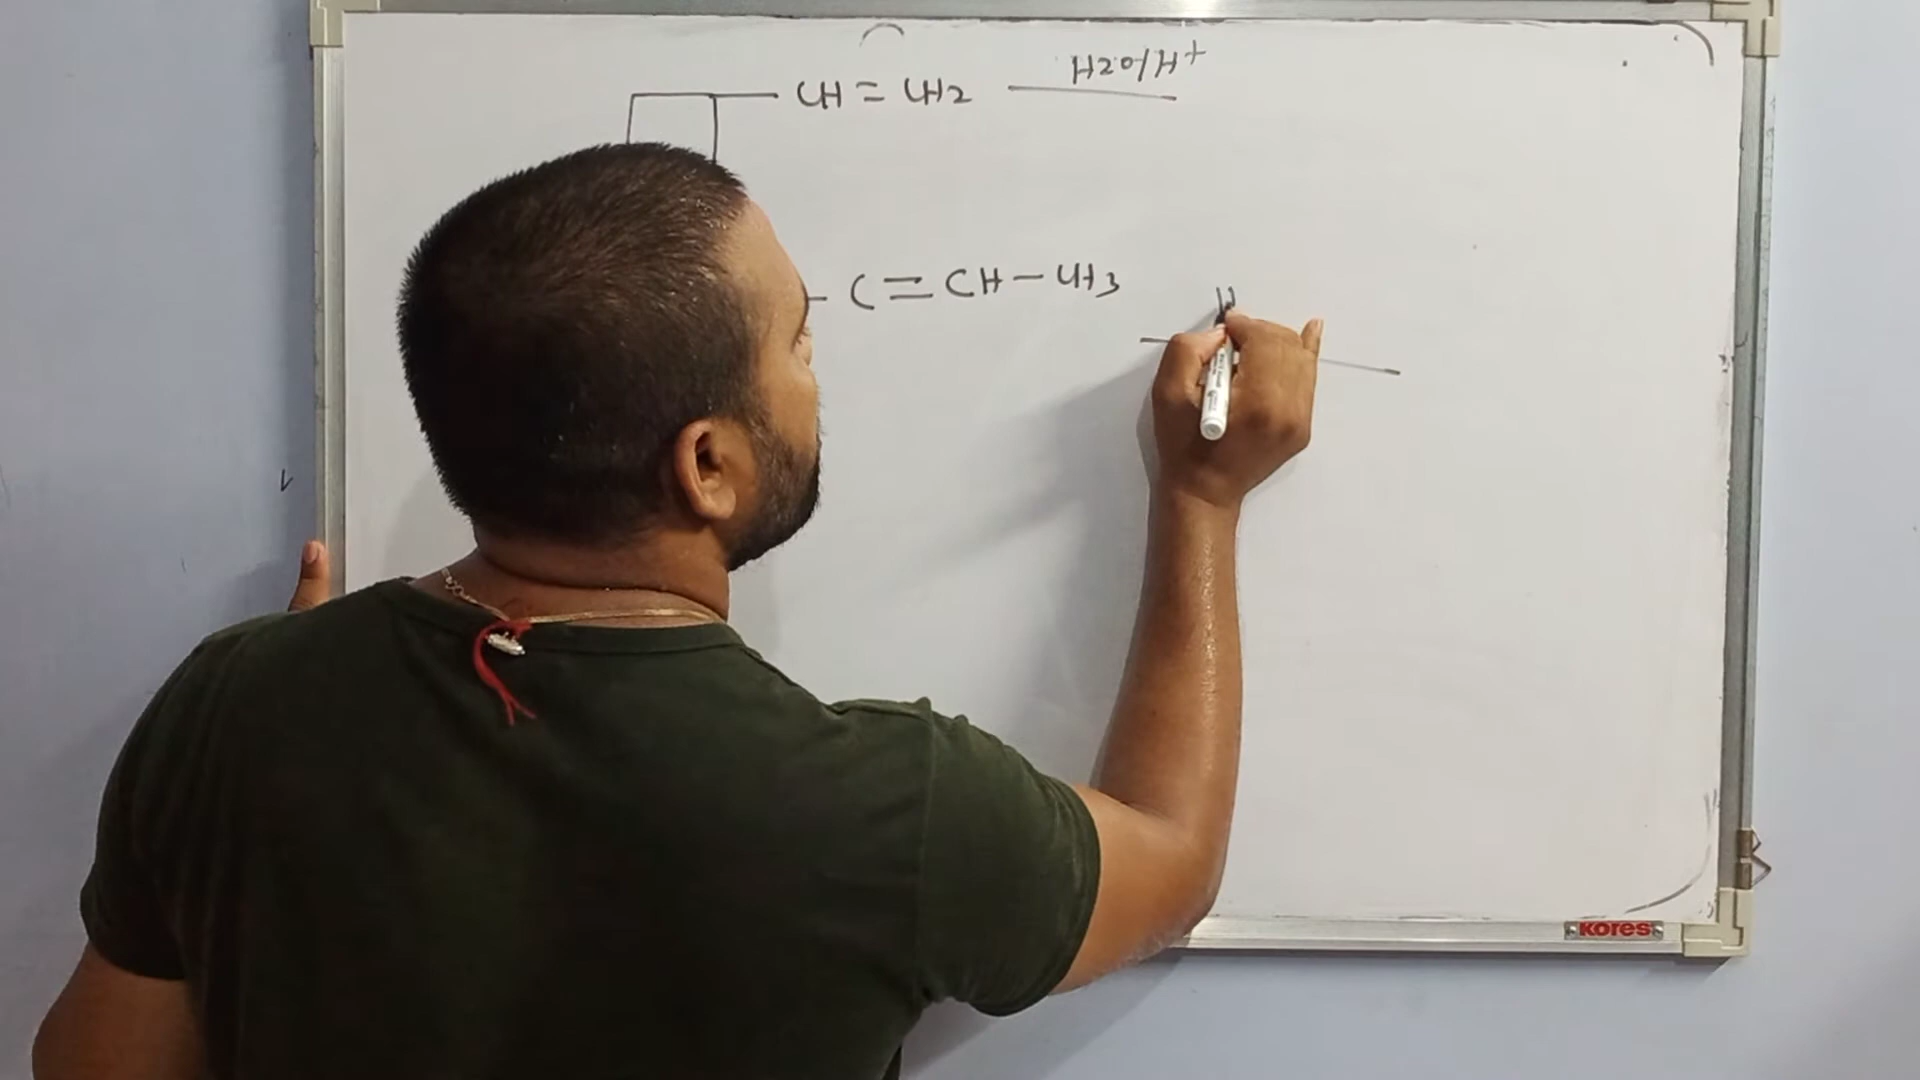 CH = CH2 H2O/H+
- C = CH - CH3
H
KOreS